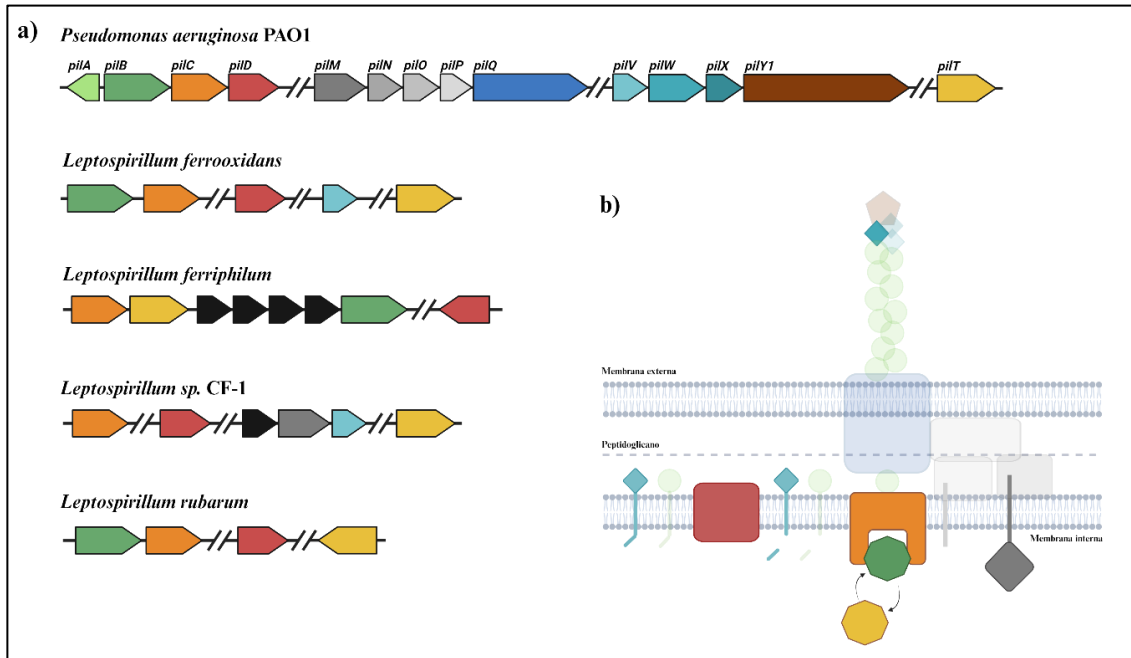 a)
Pseudomonas aeruginosa PAO1
pilA pilB pilC pilD pilM pilN pilO pilP pilQ pilV pilW pilX pilY1 pilT
Leptospirillum ferrooxidans
Leptospirillum ferriphilum
Leptospirillum sp. CF-1
Leptospirillum rubarum
b)
Membrana externa
Peptidoglicano
Membrana interna